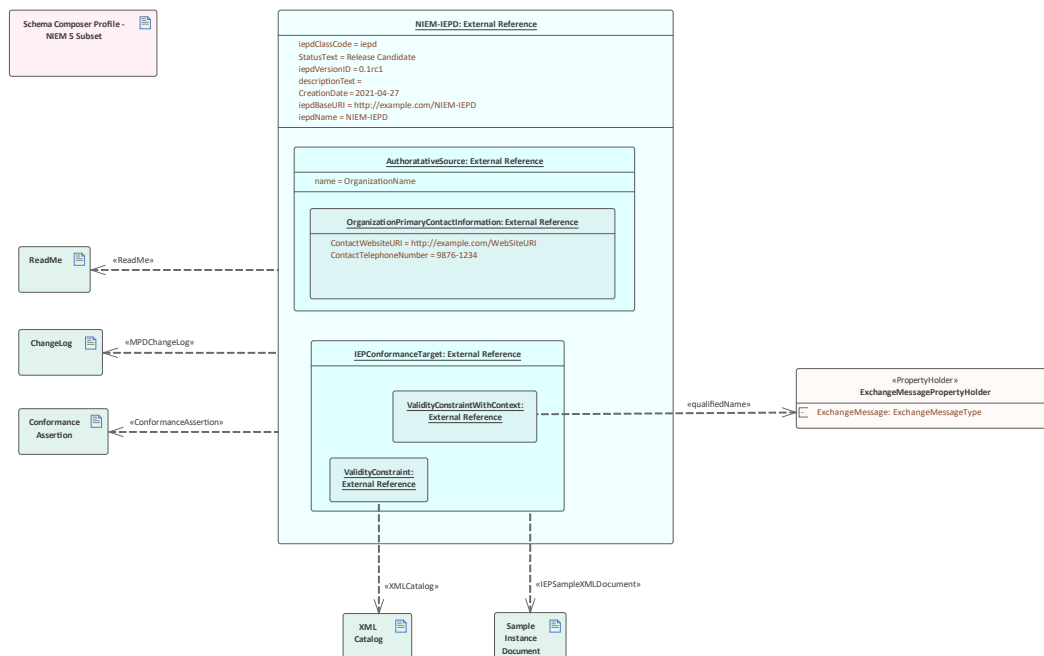 Schema Composer Profile -
NIEM 5 Subset
NIEM-IEPD: External Reference
iepdClassCode = iepd
StatusText = Release Candidate
iepdVersionID = 0.1rc1
descriptionText =
CreationDate = 2021-04-27
iepdBaseURI = http://example.com/NIEM-IEPD
iepdName = NIEM-IEPD
AuthoratativeSource: External Reference
name = OrganizationName
OrganizationPrimaryContactInformation: External Reference
ContactWebsiteURI = http://example.com/WebSiteURI
ContactTelephoneNumber = 9876-1234
ReadMe
«ReadMe»
ChangeLog
«MPDChangeLog»
IEPConformanceTarget: External Reference
Conformance
Assertion
«ConformanceAssertion»
ValidityConstraintWithContext:
External Reference
«qualifiedName»
«PropertyHolder»
ExchangeMessagePropertyHolder
ExchangeMessage: ExchangeMessageType
ValidityConstraint:
External Reference
«XMLCatalog»
«IEPSampleXMLDocument»
XML
Catalog
Sample
Instance
Document